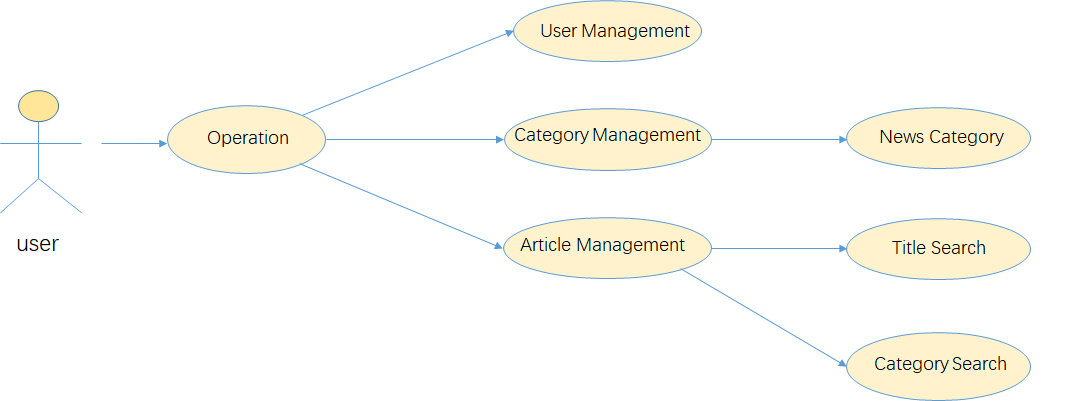 User Management
Operation
Category Management
News Category
user
Article Management
Title Search
Category Search